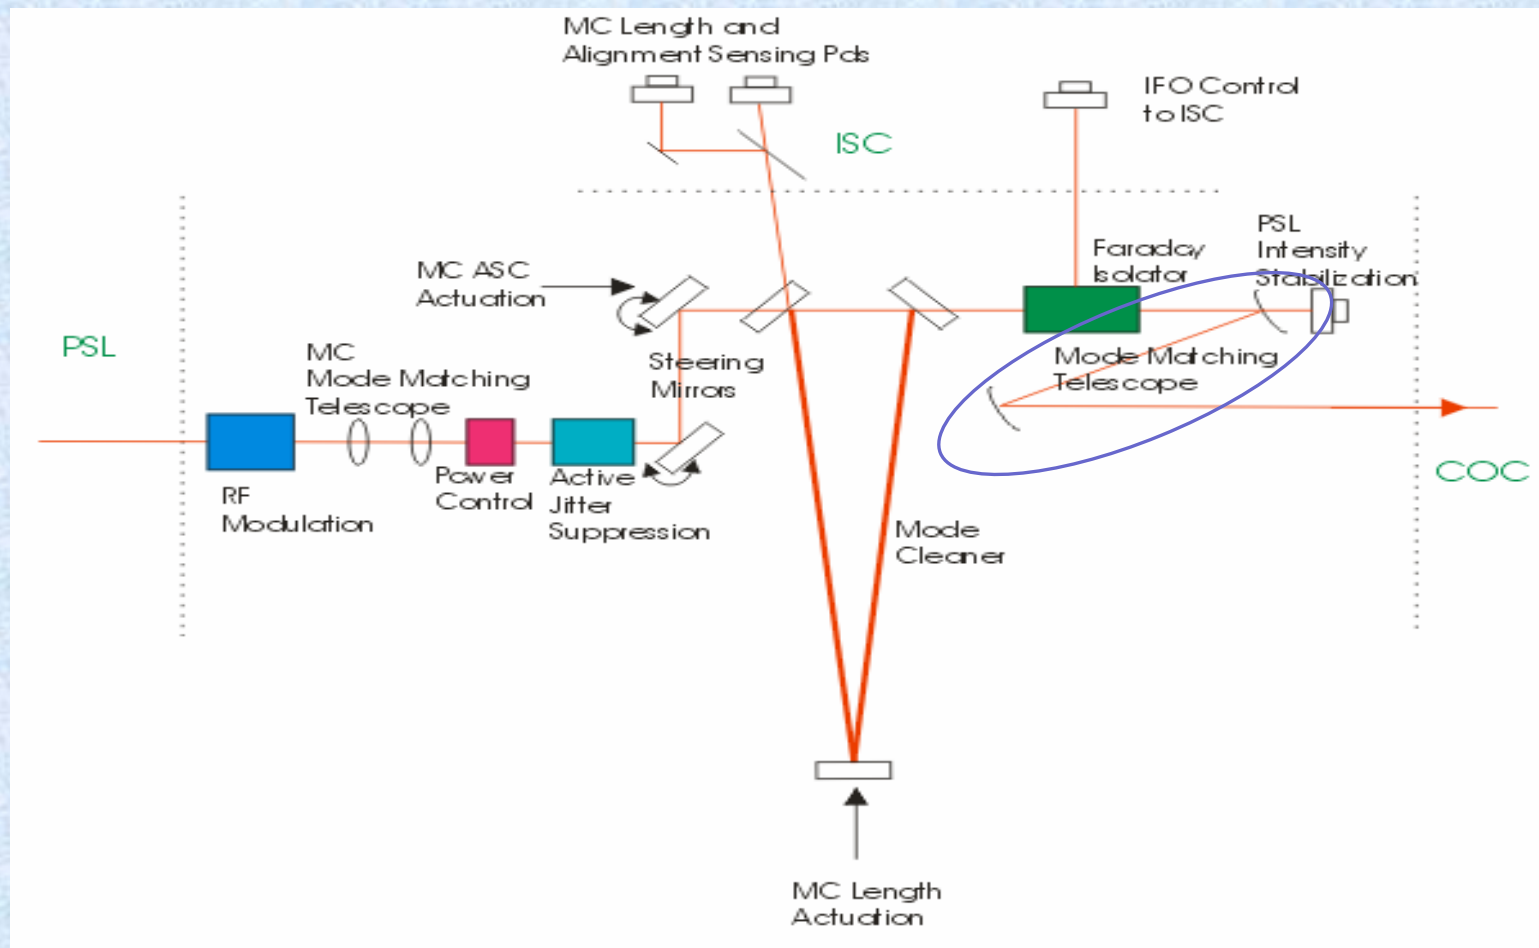 MC Length and
Alignment Sensing Pds
IFO Control
to ISC
ISC
PSL
Intensity
Stabilization
Faraday
Isolator
MC ASC
Actuation
PSL
MC
Mode Matching
Telescope
Steering
Mirrors
Mode Matching
Telescope
COC
Power
Control
Active
Jitter
Suppression
RF
Modulation
Mode
Cleaner
MC Length
Actuation